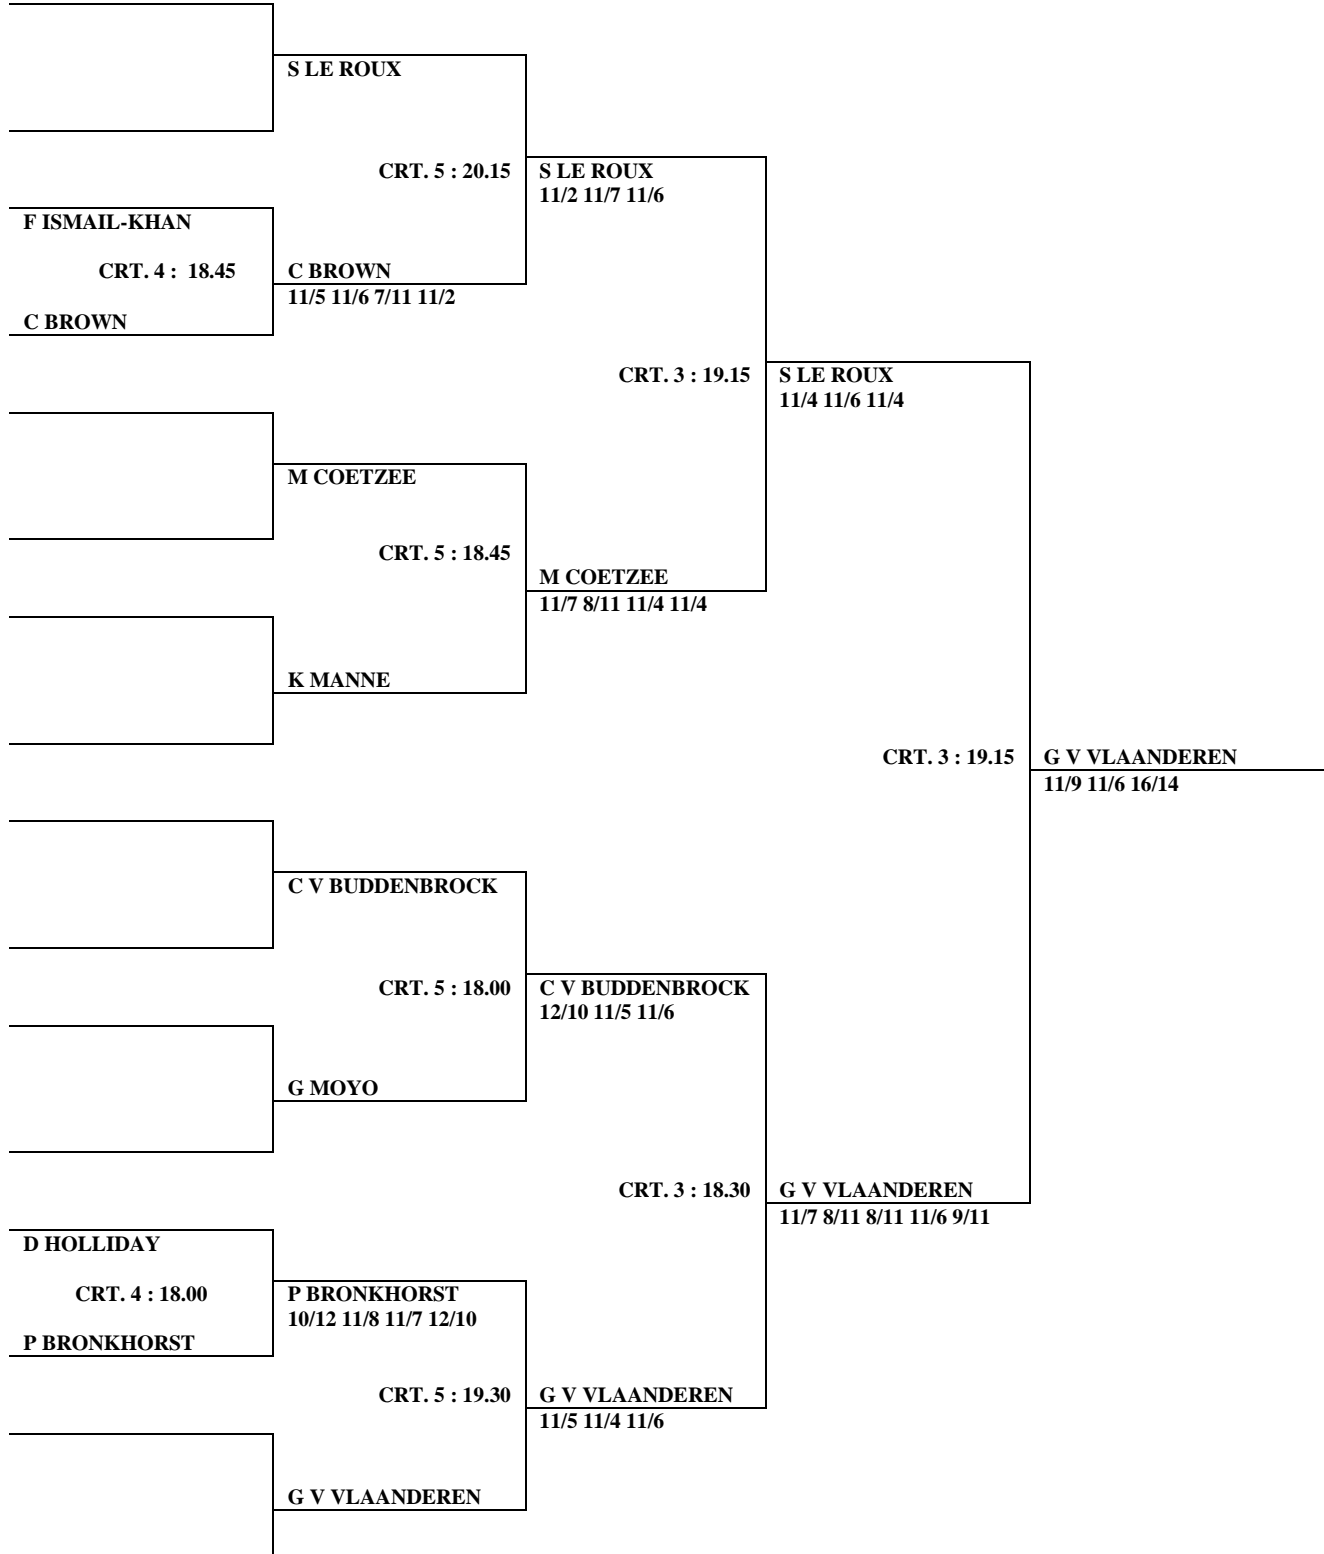 S LE ROUX
CRT. 5 : 20.15
S LE ROUX
11/2 11/7 11/6
F ISMAIL-KHAN
CRT. 4 : 18.45
C BROWN
11/5 11/6 7/11 11/2
C BROWN
CRT. 3 : 19.15
S LE ROUX
11/4 11/6 11/4
M COETZEE
CRT. 5 : 18.45
M COETZEE
11/7 8/11 11/4 11/4
K MANNE
CRT. 3 : 19.15
G V VLAANDEREN
11/9 11/6 16/14
C V BUDDENBROCK
CRT. 5 : 18.00
C V BUDDENBROCK
12/10 11/5 11/6
G MOYO
CRT. 3 : 18.30
G V VLAANDEREN
11/7 8/11 8/11 11/6 9/11
D HOLLIDAY
CRT. 4 : 18.00
P BRONKHORST
10/12 11/8 11/7 12/10
P BRONKHORST
CRT. 5 : 19.30
G V VLAANDEREN
11/5 11/4 11/6
G V VLAANDEREN